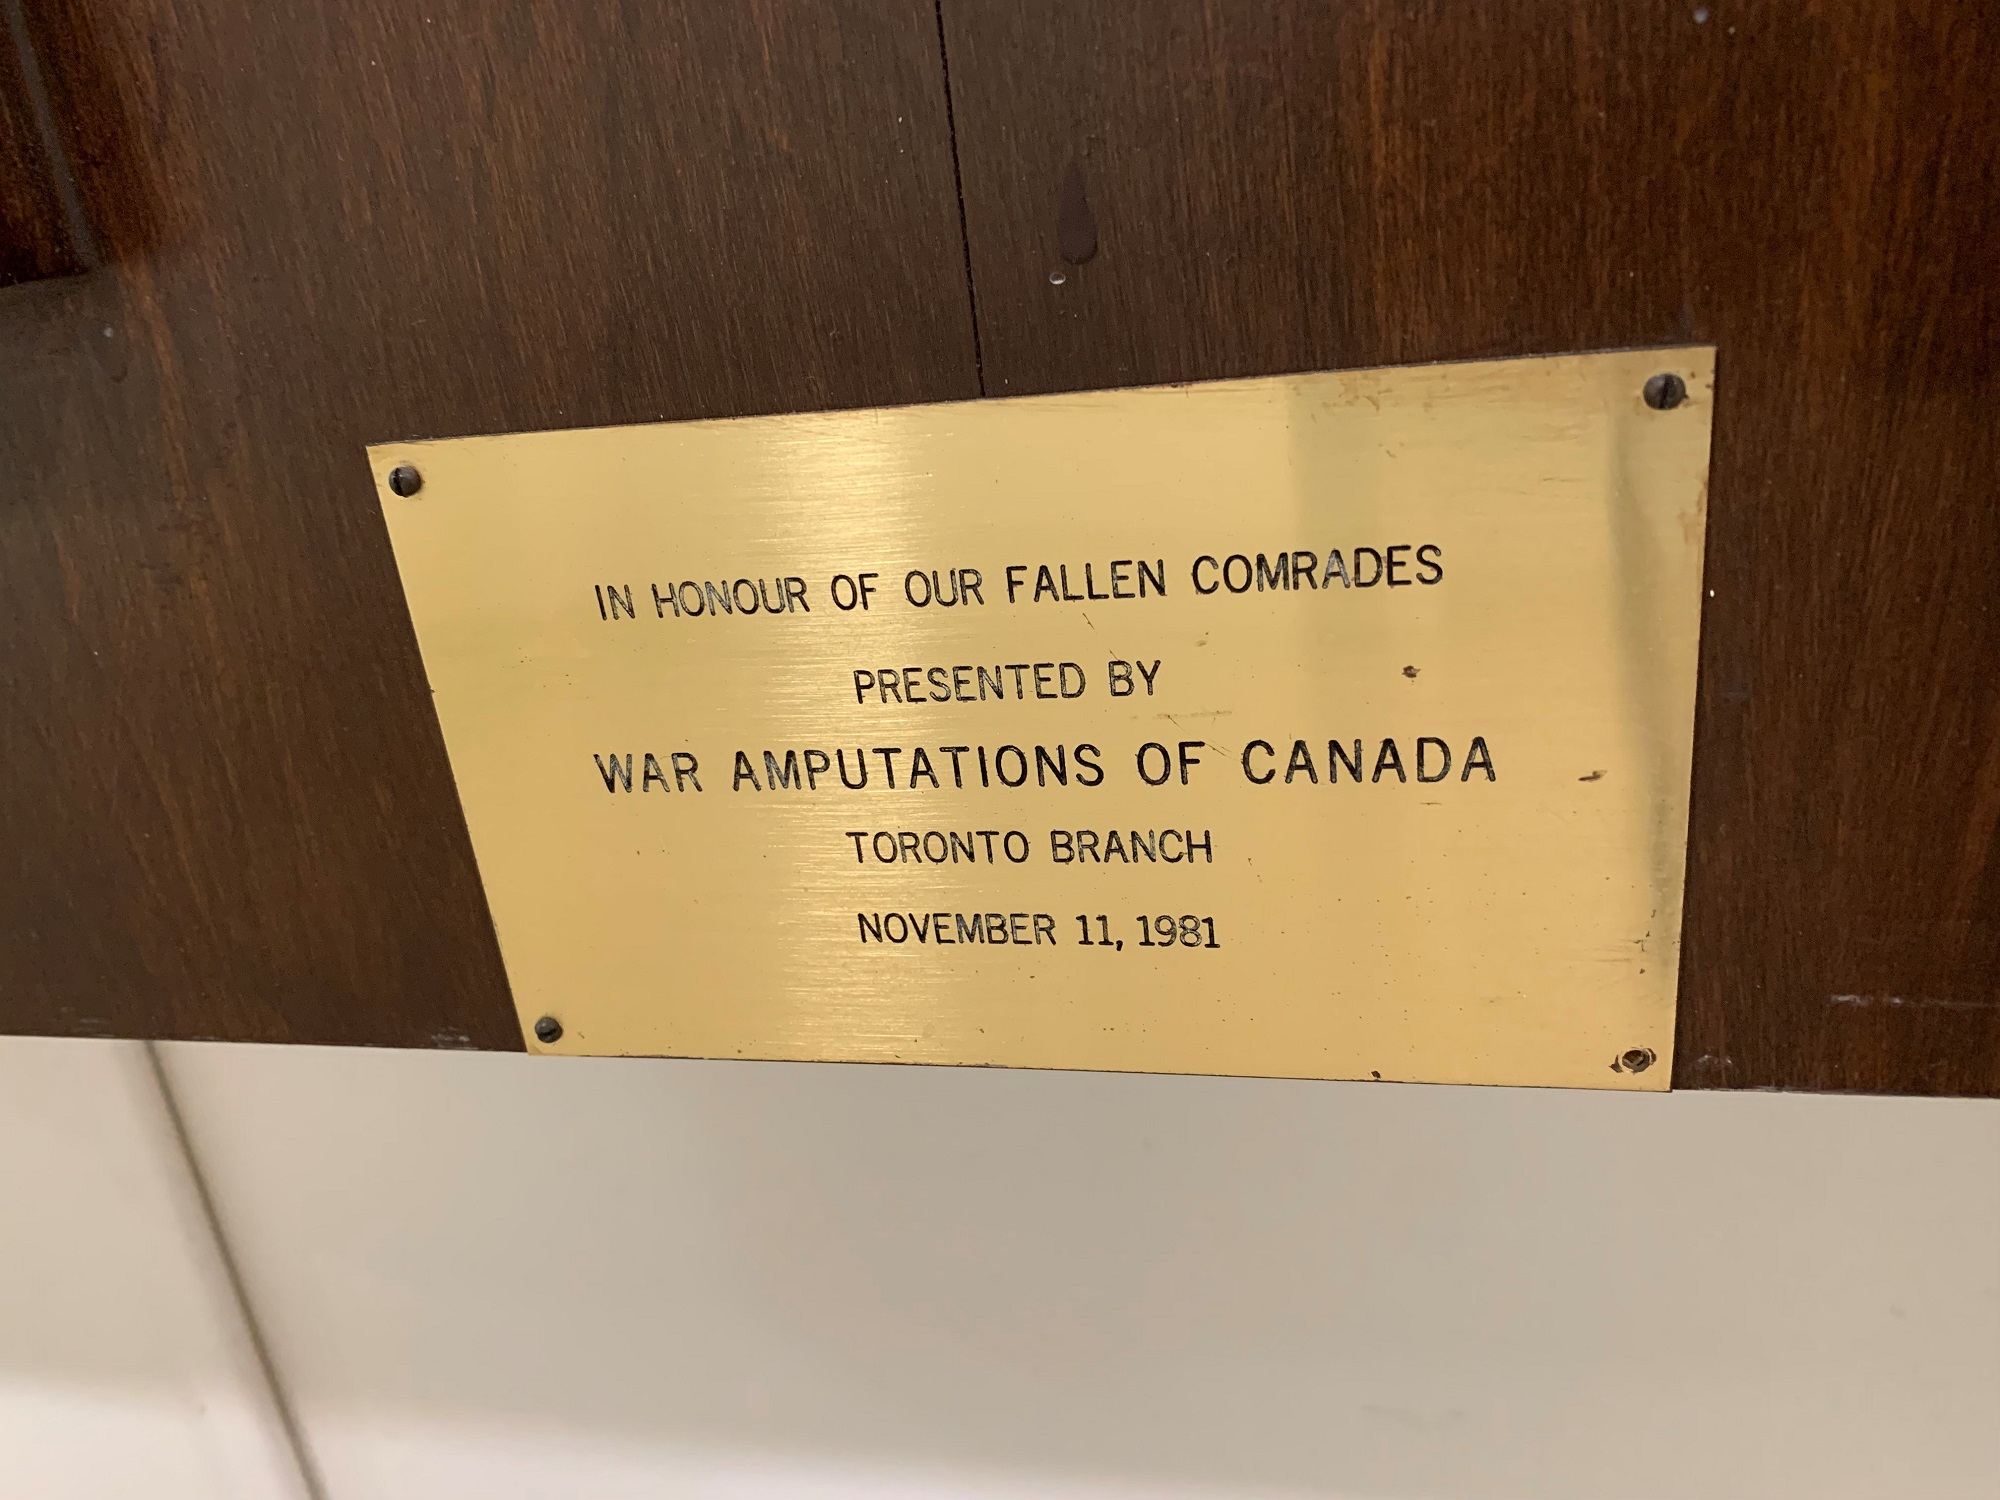 IN HONOUR OF OUR FALLEN COMRADES
PRESENTED BY
WAR AMPUTATIONS OF CANADA
TORONTO BRANCH
NOVEMBER 11, 1981